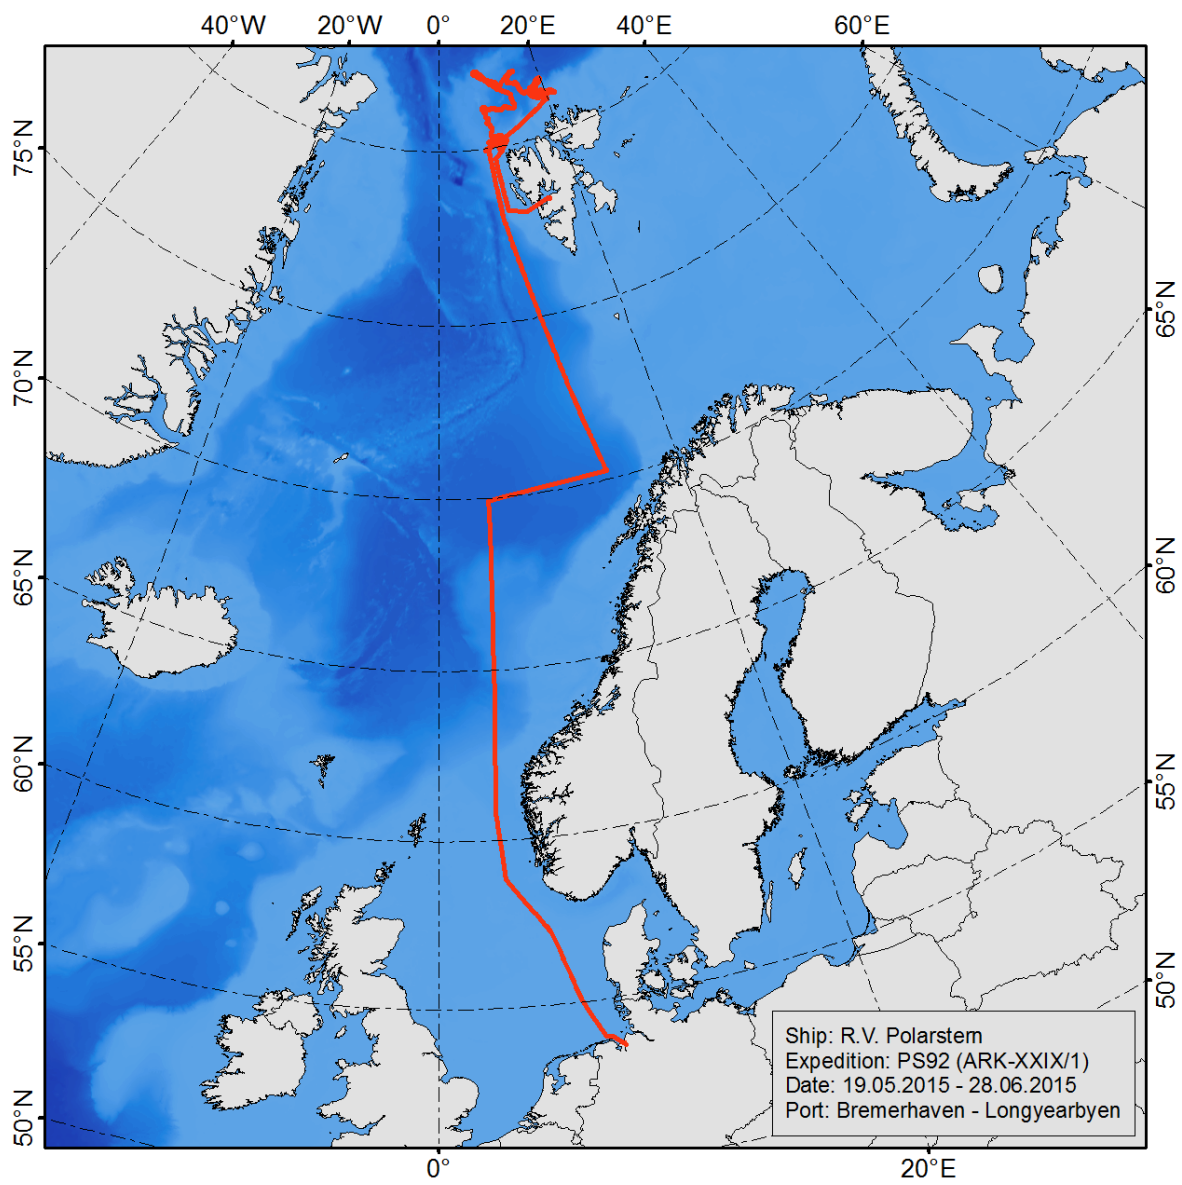 40°W 20°W 0° 20°E 40°E 60°E
75°N
70°N
65°N
60°N
55°N
50°N
65°N
60°N
55°N
50°N
Ship: R.V. Polarstern
Expedition: PS92 (ARK-XXIX/1)
Date: 19.05.2015 - 28.06.2015
Port: Bremerhaven - Longyearbyen
0° 20°E